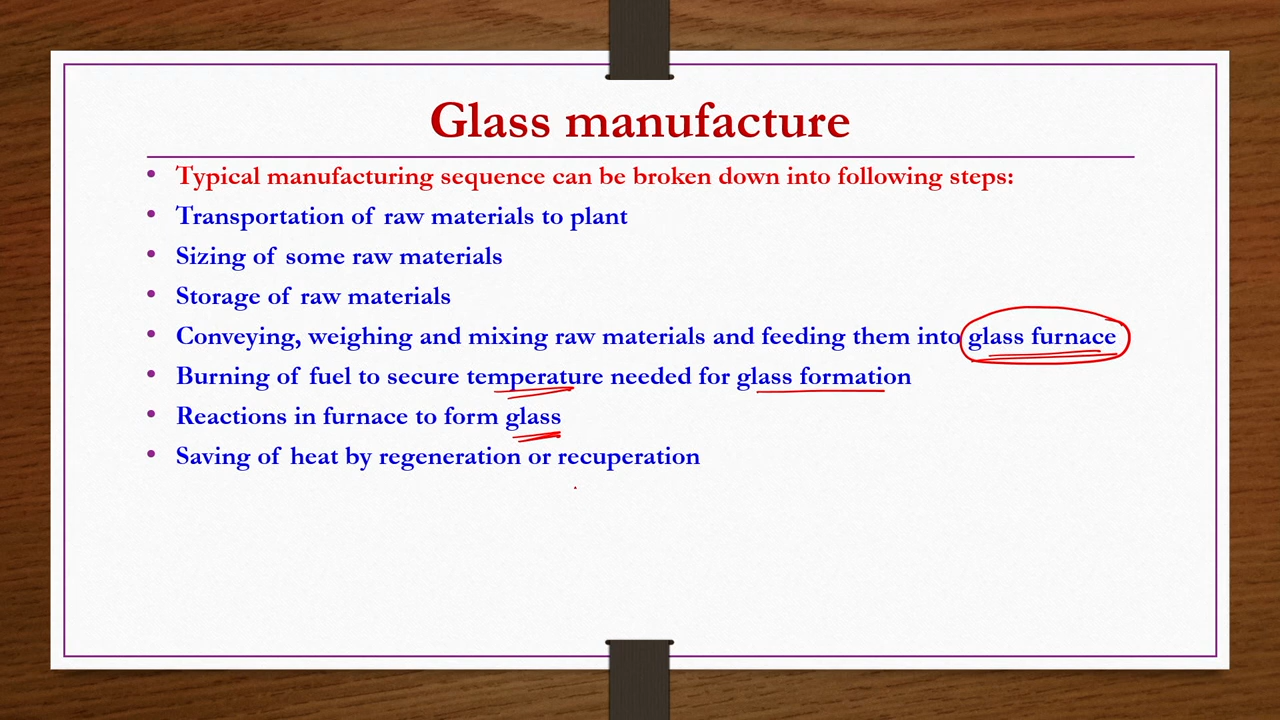 Glass manufacture
• Typical manufacturing sequence can be broken down into following steps:
• Transportation of raw materials to plant
• Sizing of some raw materials
• Storage of raw materials
• Conveying, weighing and mixing raw materials and feeding them into glass furnace
• Burning of fuel to secure temperature needed for glass formation
• Reactions in furnace to form glass
• Saving of heat by regeneration or recuperation